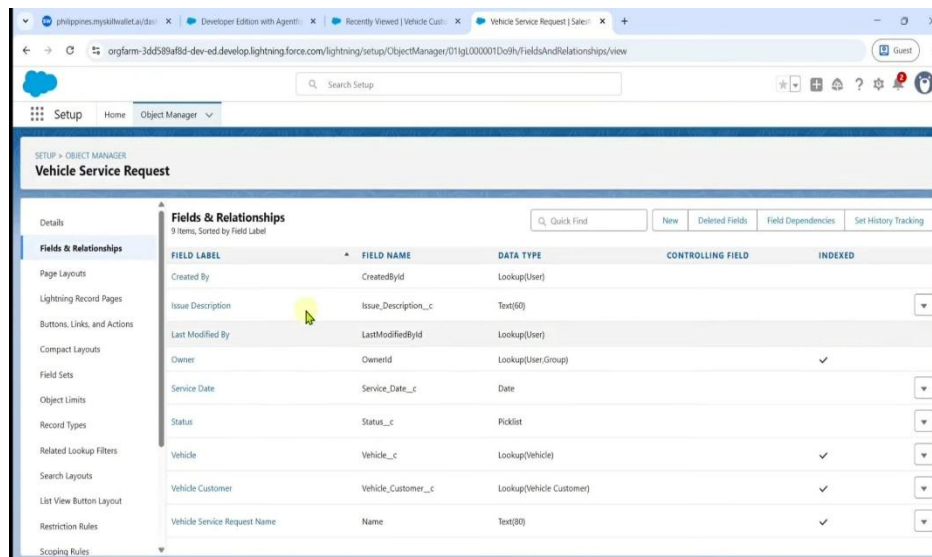 philippines.myskillwallet.ai/das
Developer Edition with Agentfo
Recently Viewed | Vehicle Custo
Vehicle Service Request | Salesf
orgfarm-3dd589af8d-dev-ed.develop.lightning.force.com/lightning/setup/ObjectManager/01IgL000001Do9h/FieldsAndRelationships/view
Guest
Search Setup
Setup
Home
Object Manager
SETUP > OBJECT MANAGER
Vehicle Service Request
Details
Fields & Relationships
Page Layouts
Lightning Record Pages
Buttons, Links, and Actions
Compact Layouts
Field Sets
Object Limits
Record Types
Related Lookup Filters
Search Layouts
List View Button Layout
Restriction Rules
Scoping Rules
Fields & Relationships
9 Items, Sorted by Field Label
Quick Find
New
Deleted Fields
Field Dependencies
Set History Tracking
FIELD LABEL FIELD NAME DATA TYPE CONTROLLING FIELD INDEXED
Created By CreatedById Lookup(User)
Issue Description Issue_Description__c Text(60)
Last Modified By LastModifiedById Lookup(User)
Owner OwnerId Lookup(User,Group)
Service Date Service_Date__c Date
Status Status__c Picklist
Vehicle Vehicle__c Lookup(Vehicle)
Vehicle Customer Vehicle_Customer__c Lookup(Vehicle Customer)
Vehicle Service Request Name Name Text(80)